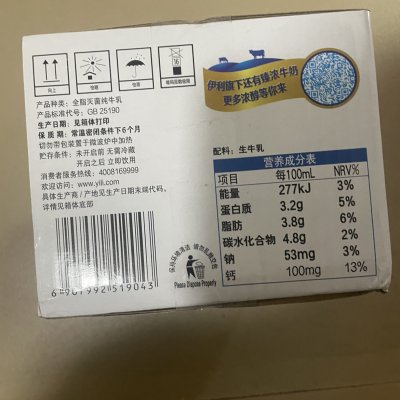 向上
怕晒
怕雨
堆码层数极限
16
产品种类：全脂灭菌纯牛乳
产品标准代号：GB 25190
生产日期：见箱体打印
保 质 期：常温密闭条件下6个月
切勿带包装置于微波炉中加热
贮存条件：未开启前 无需冷藏
开启之后 立即饮用
消费者服务热线：4008169999
欢迎访问：www.yili.com
具体生产商／产地见生产日期末端代码。
详情见箱体底部
6 907992 519043
伊利旗下还有臻浓牛奶
更多浓醇等你来
配料：生牛乳
营养成分表
项目 每100mL NRV%
能量 277kJ 3%
蛋白质 3.2g 5%
脂肪 3.8g 6%
碳水化合物 4.8g 2%
钠 53mg 3%
钙 100mg 13%
保持环境清洁 请勿乱抛空包
Please Dispose Properly